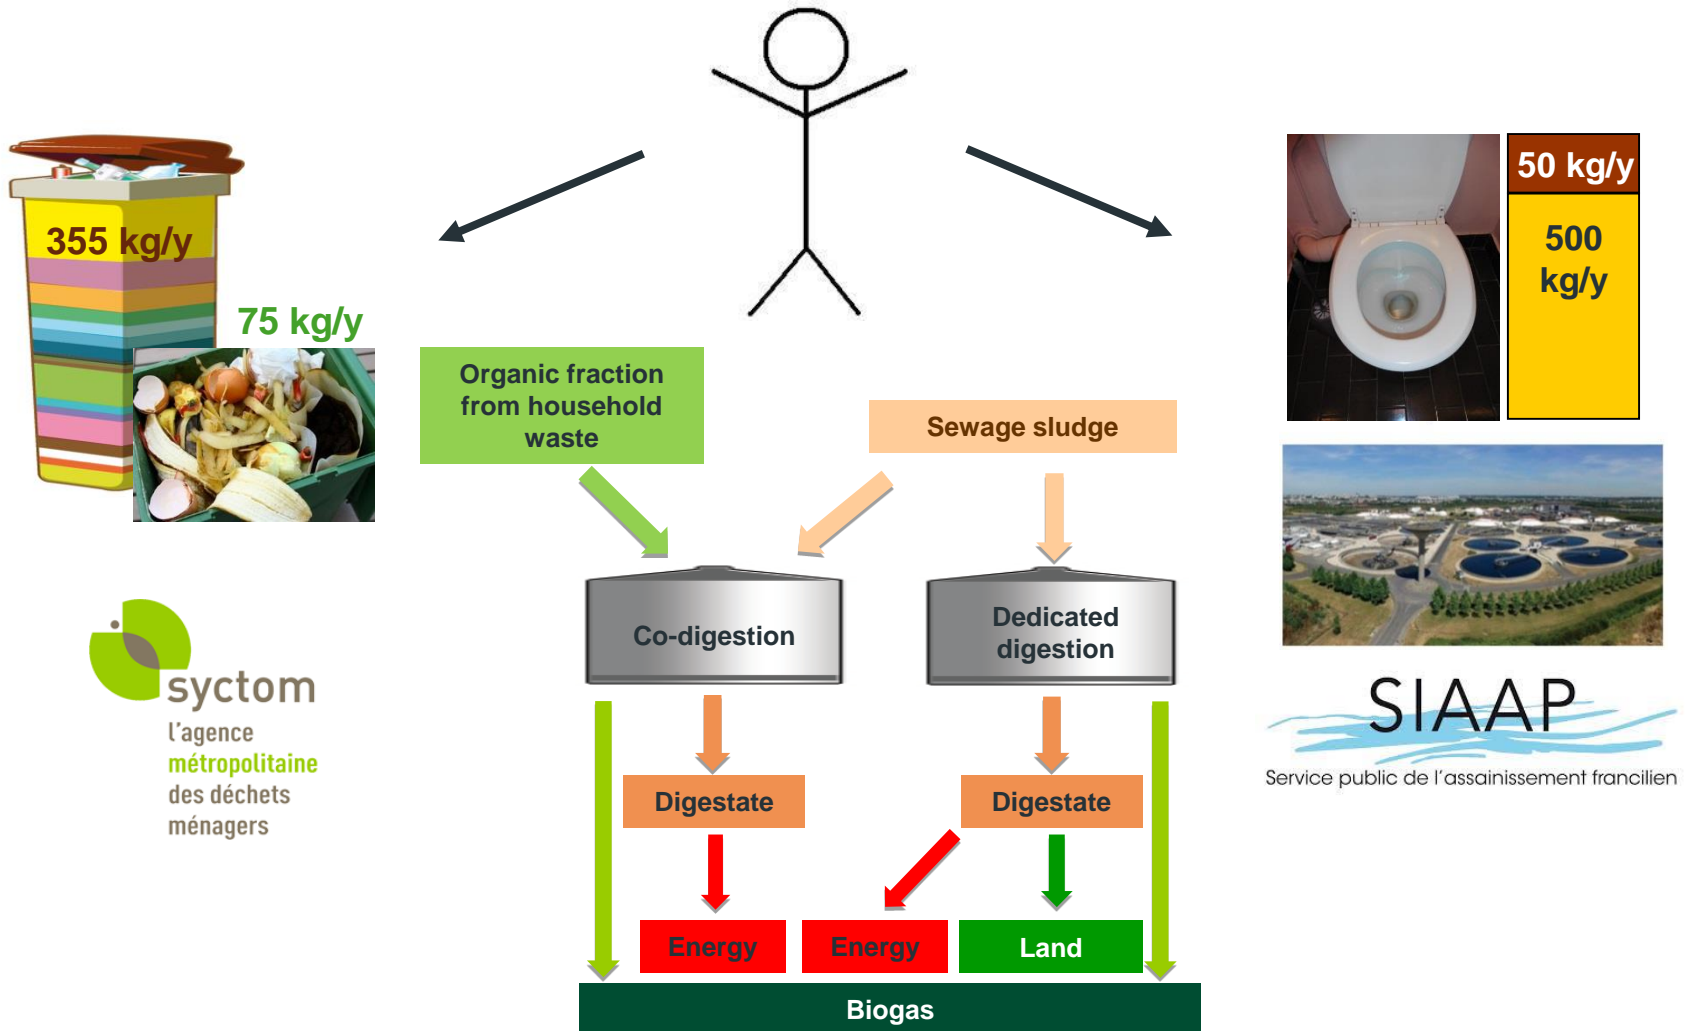 355 kg/y
75 kg/y
50 kg/y
500
kg/y
Organic fraction
from household
waste
Sewage sludge
Co-digestion
Dedicated
digestion
syctom
l'agence
métropolitaine
des déchets
ménagers
SIAAP
Service public de l'assainissement francilien
Digestate
Digestate
Energy
Energy
Land
Biogas